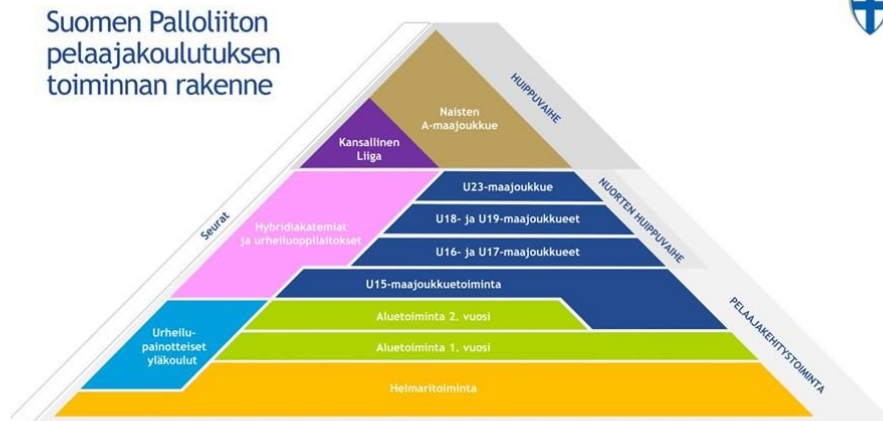 Suomen Palloliiton
pelaajakoulutuksen
toiminnan rakenne
HUIPPUVAIHE
Naisten
A-maajoukkue
Kansallinen
Liiga
Seurat
NUORTEN HUIPPUVAIHE
U23-maajoukkue
Hybridiakatemiat
ja urheiluoppilaitokset
U18- ja U19-maajoukkueet
U16- ja U17-maajoukkueet
U15-maajoukkuetoiminta
PELAAJAKEHITYSTOIMINTA
Urheilu-
painotteiset
yläkoulut
Aluetoiminta 2. vuosi
Aluetoiminta 1. vuosi
Helmaritoiminta